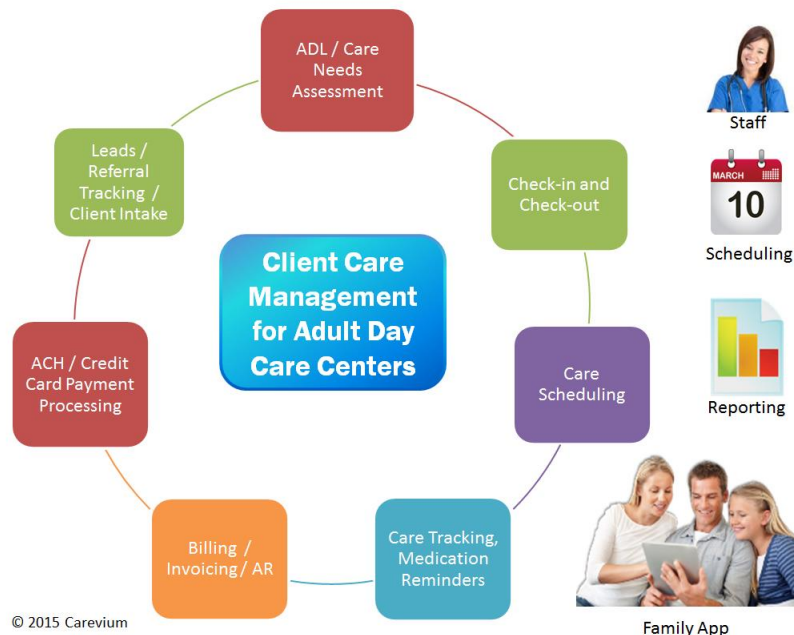 ADL / Care
Needs
Assessment
Staff
Leads /
Referral
Tracking /
Client Intake
Check-in and
Check-out
MARCH
10
Scheduling
Client Care
Management
for Adult Day
Care Centers
ACH / Credit
Card Payment
Processing
Care
Scheduling
Reporting
Billing /
Invoicing / AR
Care Tracking,
Medication
Reminders
© 2015 Carevium
Family App